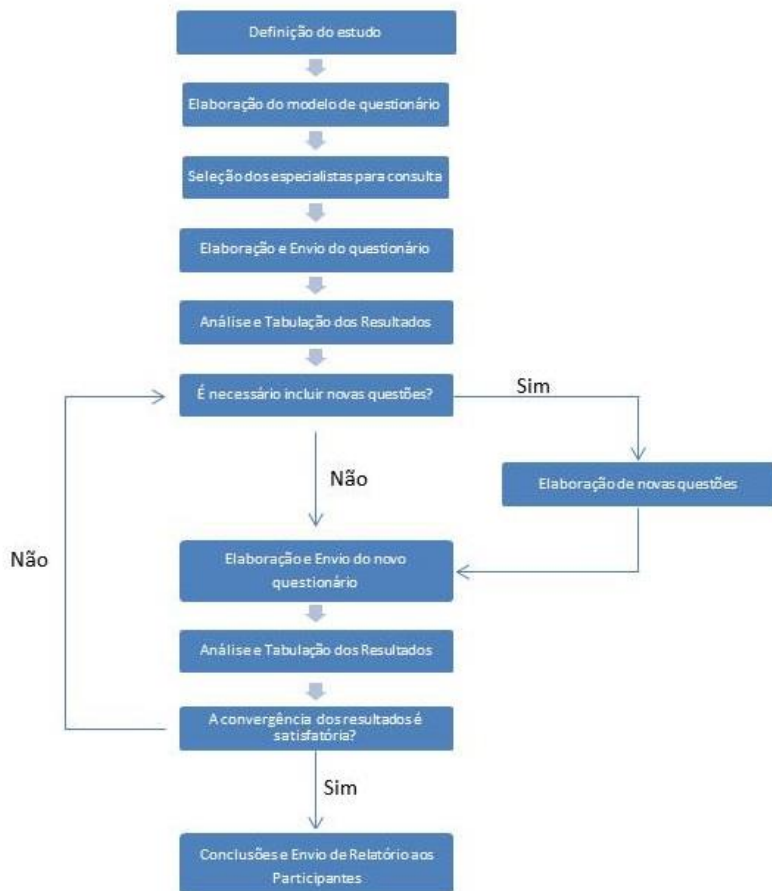 Definição do estudo
Elaboração do modelo de questionário
Seleção dos especialistas para consulta
Elaboração e Envio do questionário
Análise e Tabulação dos Resultados
É necessário incluir novas questões?
Sim
Não
Elaboração de novas questões
Não
Elaboração e Envio do novo
questionário
Análise e Tabulação dos Resultados
A convergência dos resultados é
satisfatória?
Sim
Conclusões e Envio de Relatório aos
Participantes